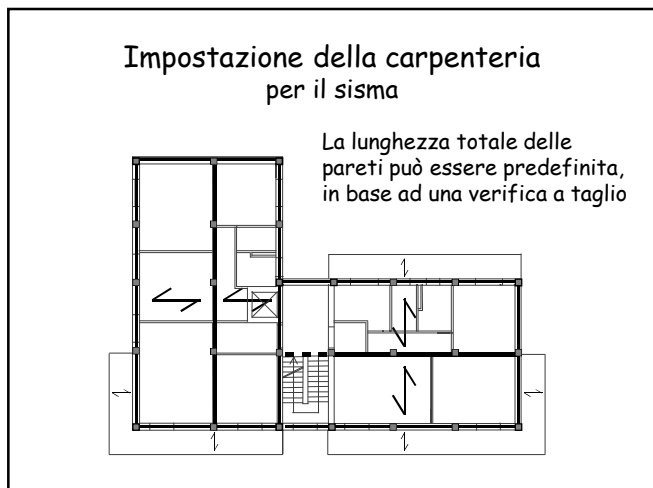 Impostazione della carpenteria
per il sisma
La lunghezza totale delle
pareti può essere predefinita,
in base ad una verifica a taglio